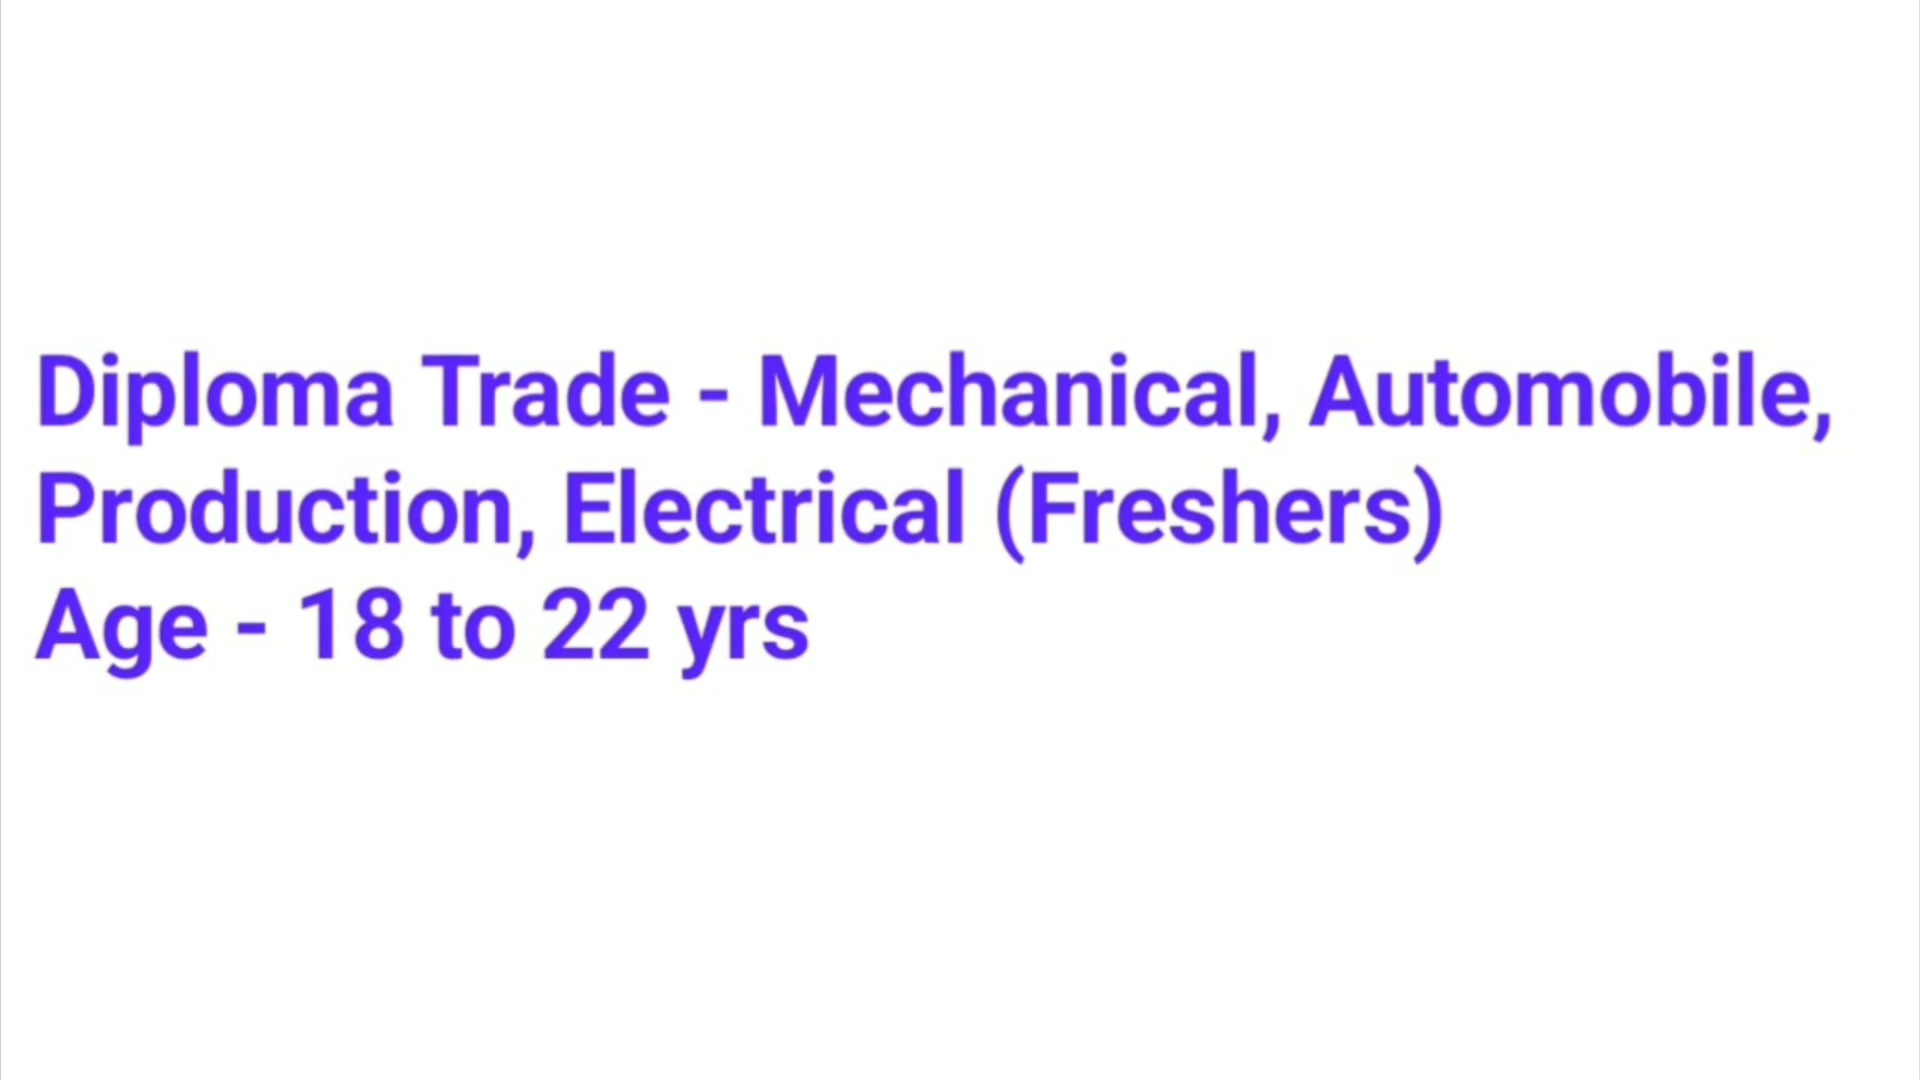 Diploma Trade - Mechanical, Automobile,
Production, Electrical (Freshers)
Age - 18 to 22 yrs